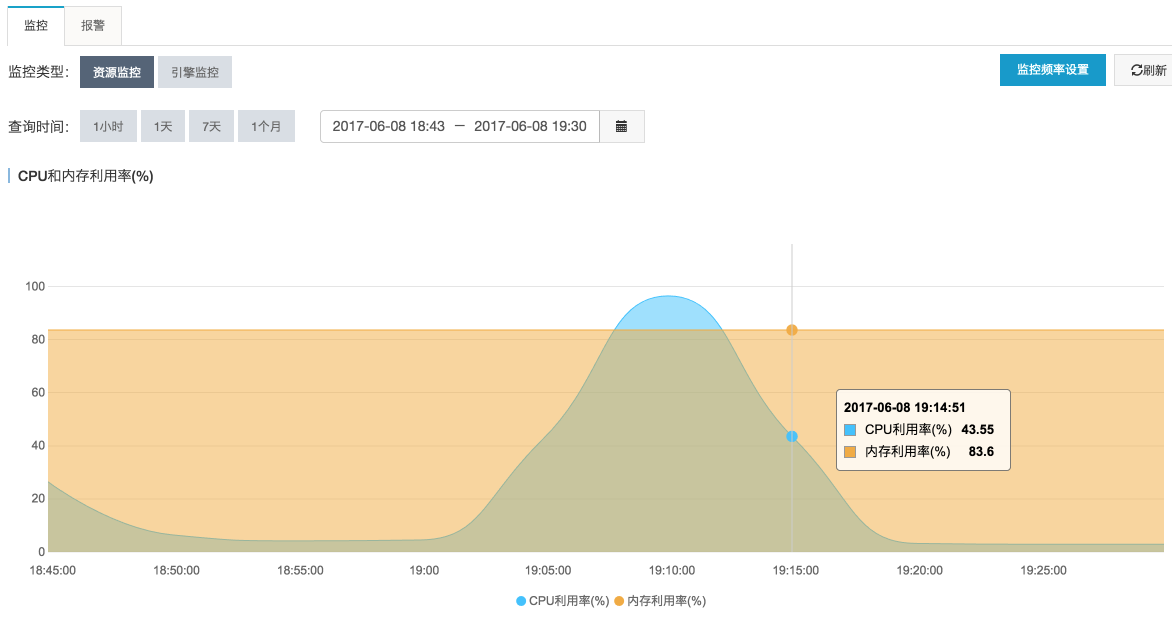 监控 报警
监控类型: 资源监控 引擎监控 监控频率设置 刷新
查询时间: 1小时 1天 7天 1个月 2017-06-08 18:43 — 2017-06-08 19:30
CPU和内存利用率(%)
100
80
60
40
20
0
2017-06-08 19:14:51
CPU利用率(%) 43.55
内存利用率(%) 83.6
18:45:00 18:50:00 18:55:00 19:00 19:05:00 19:10:00 19:15:00 19:20:00 19:25:00
CPU利用率(%) 内存利用率(%)